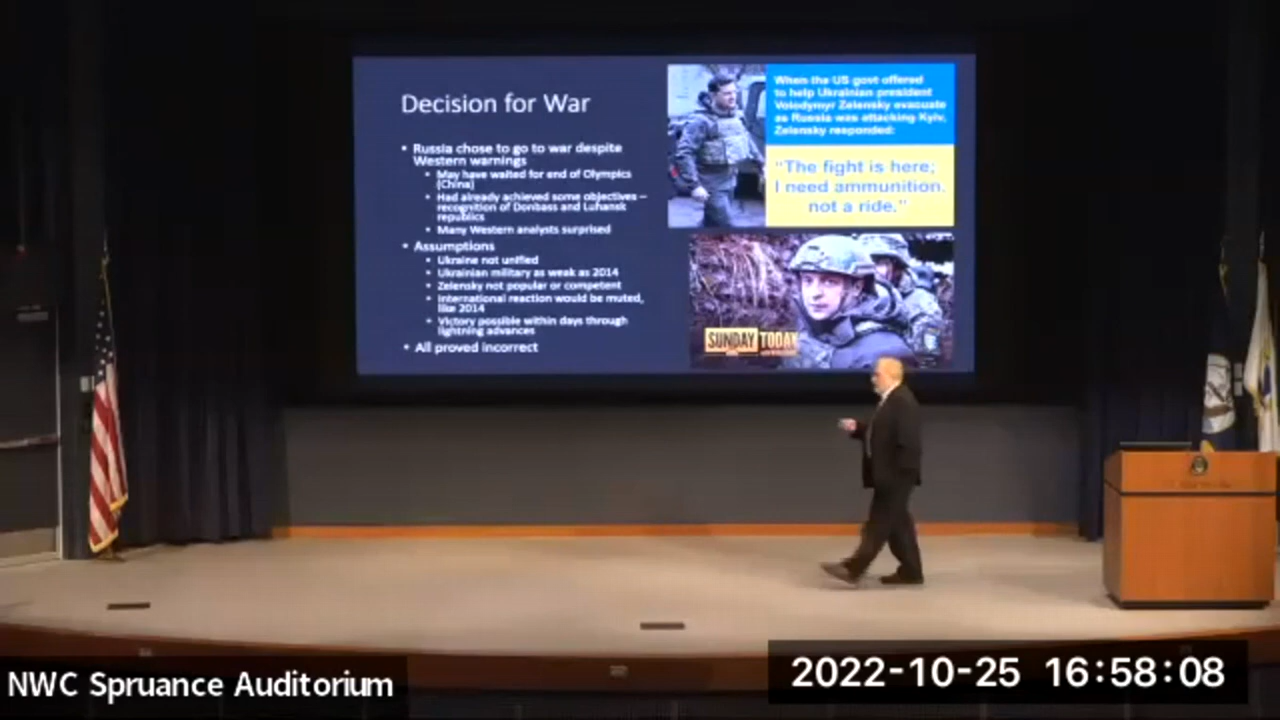 Decision for War
• Russia chose to go to war despite
Western warnings
• May have waited for end of Olympics
(China)
• Had already achieved some objectives –
recognition of Donbass and Luhansk
republics
• Many Western analysts surprised
• Assumptions
• Ukraine not unified
• Ukrainian military as weak as 2014
• Zelensky not popular or competent
• International reaction would be muted,
like 2014
• Victory possible within days through
lightning advances
• All proved incorrect
When the US govt offered
to help Ukrainian president
Volodymyr Zelensky evacuate
as Russia was attacking Kyiv,
Zelensky responded:
"The fight is here;
I need ammunition,
not a ride."
SUNDAY TODAY
NWC Spruance Auditorium
2022-10-25 16:58:08